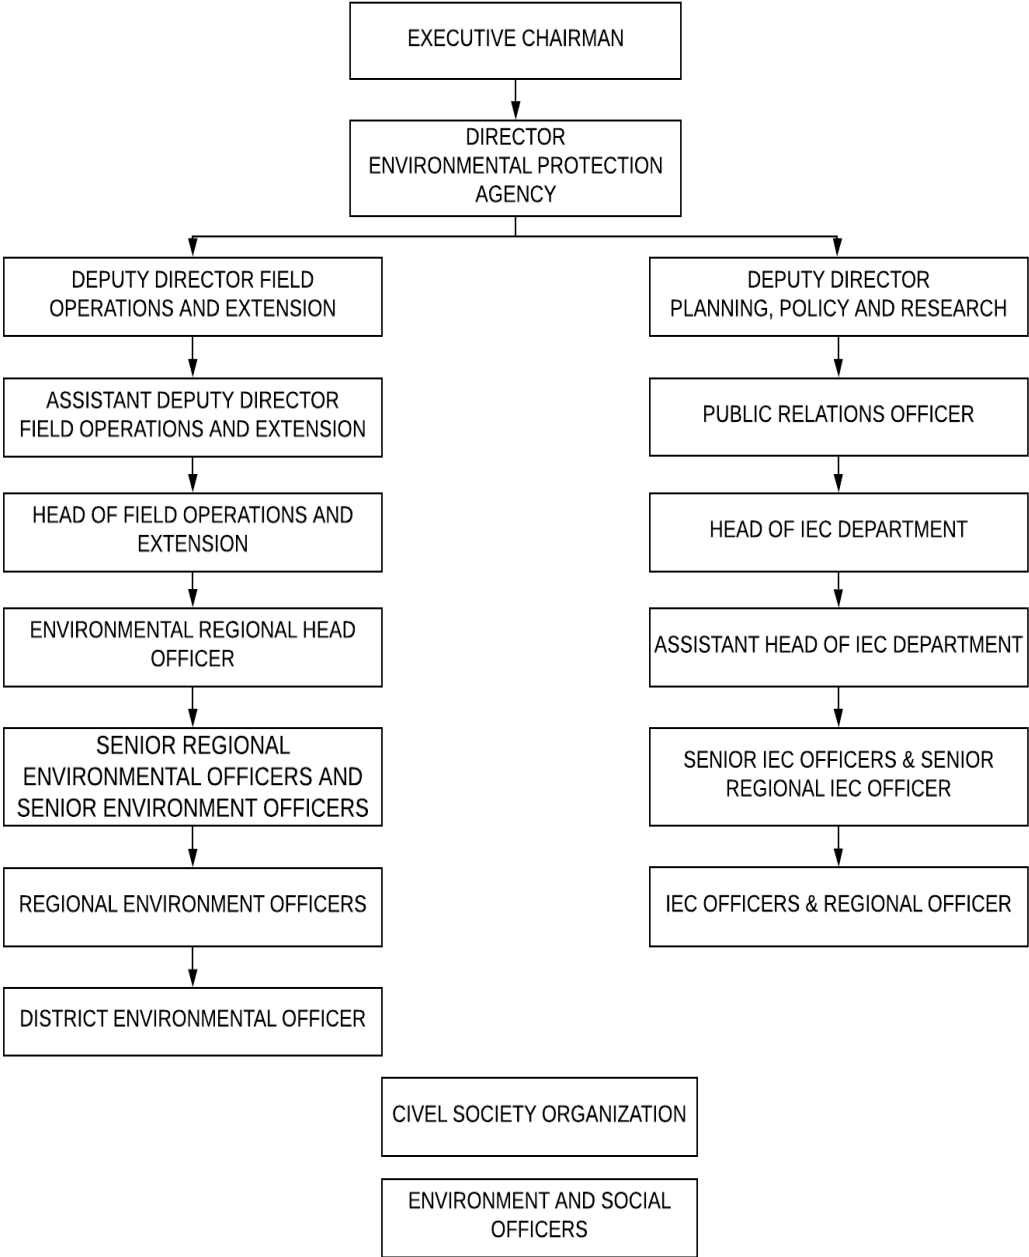 EXECUTIVE CHAIRMAN
DIRECTOR
ENVIRONMENTAL PROTECTION
AGENCY
DEPUTY DIRECTOR FIELD
OPERATIONS AND EXTENSION
ASSISTANT DEPUTY DIRECTOR
FIELD OPERATIONS AND EXTENSION
HEAD OF FIELD OPERATIONS AND
EXTENSION
ENVIRONMENTAL REGIONAL HEAD
OFFICER
SENIOR REGIONAL
ENVIRONMENTAL OFFICERS AND
SENIOR ENVIRONMENT OFFICERS
REGIONAL ENVIRONMENT OFFICERS
DISTRICT ENVIRONMENTAL OFFICER
DEPUTY DIRECTOR
PLANNING, POLICY AND RESEARCH
PUBLIC RELATIONS OFFICER
HEAD OF IEC DEPARTMENT
ASSISTANT HEAD OF IEC DEPARTMENT
SENIOR IEC OFFICERS & SENIOR
REGIONAL IEC OFFICER
IEC OFFICERS & REGIONAL OFFICER
CIVEL SOCIETY ORGANIZATION
ENVIRONMENT AND SOCIAL
OFFICERS